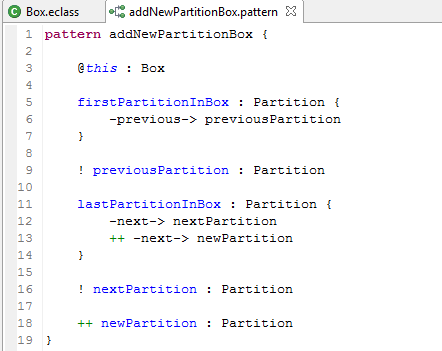 Box.eclass addNewPartitionBox.pattern
1 pattern addNewPartitionBox {
2
3 @this : Box
4
5 firstPartitionInBox : Partition {
6 -previous-> previousPartition
7 }
8
9 ! previousPartition : Partition
10
11 lastPartitionInBox : Partition {
12 -next-> nextPartition
13 ++ -next-> newPartition
14 }
15
16 ! nextPartition : Partition
17
18 ++ newPartition : Partition
19 }